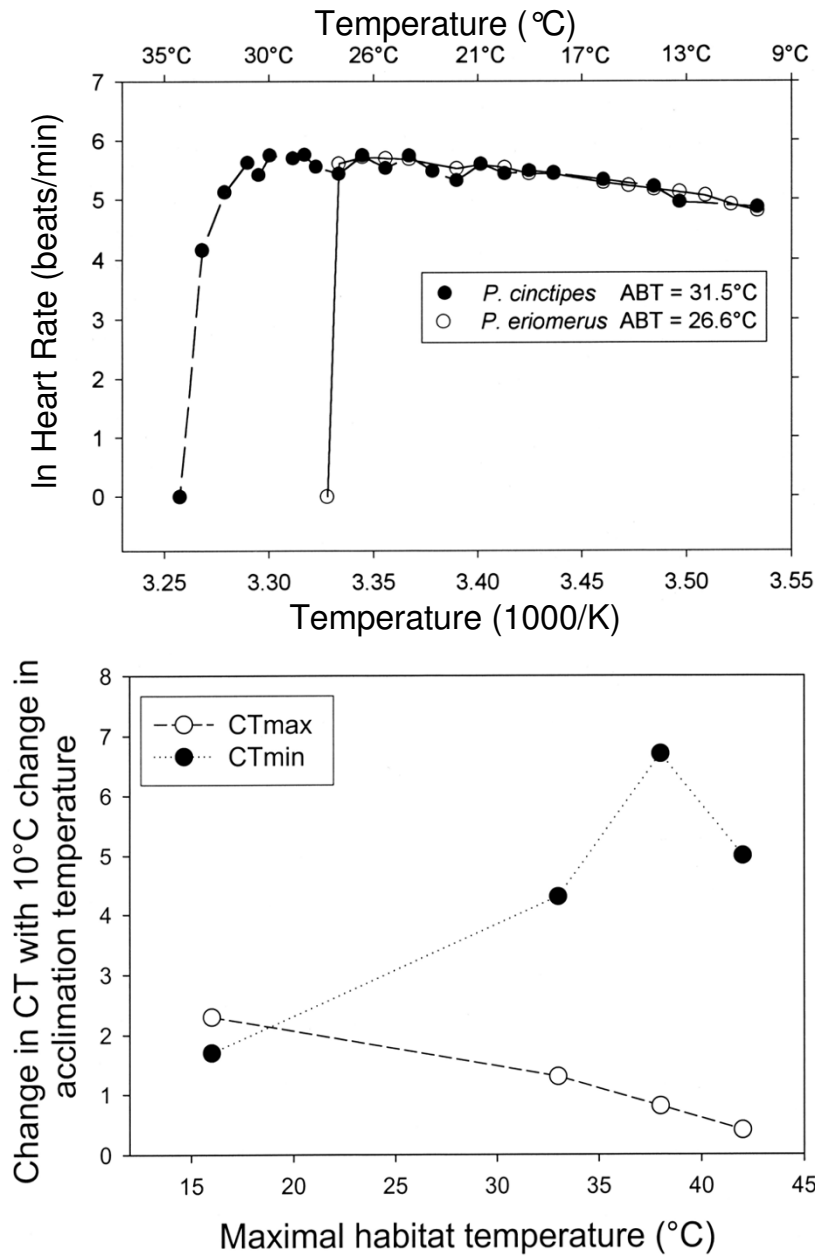 Temperature (°C)
35°C 30°C 26°C 21°C 17°C 13°C 9°C
7
6
5
4
3
2
1
0
ln Heart Rate (beats/min)
P. cinctipes ABT = 31.5°C
P. eriomerus ABT = 26.6°C
3.25 3.30 3.35 3.40 3.45 3.50 3.55
Temperature (1000/K)
8
7
6
5
4
3
2
1
0
Change in CT with 10°C change in
acclimation temperature
CTmax
CTmin
15 20 25 30 35 40 45
Maximal habitat temperature (°C)